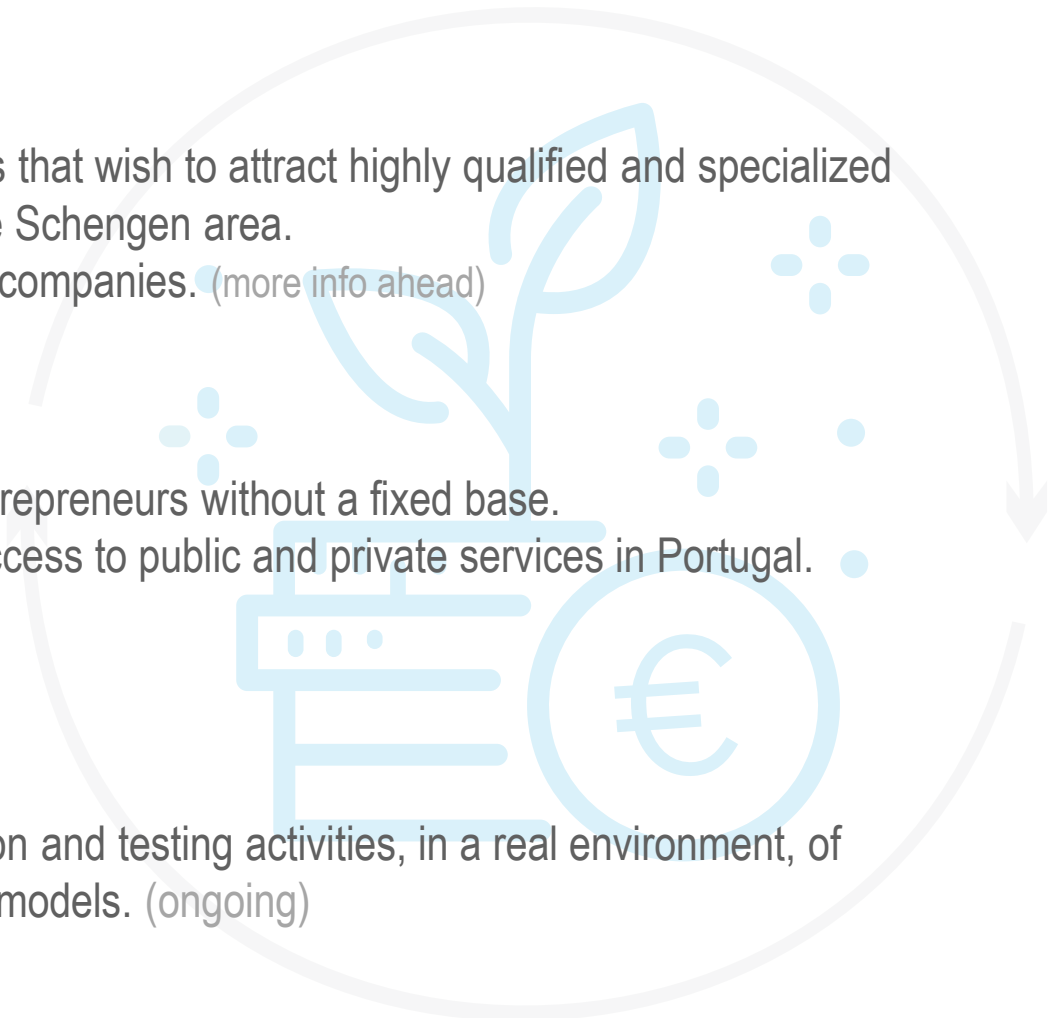 s that wish to attract highly qualified and specialized
e Schengen area.
companies. (more info ahead)
repreneurs without a fixed base.
ccess to public and private services in Portugal.
on and testing activities, in a real environment, of
models. (ongoing)
€